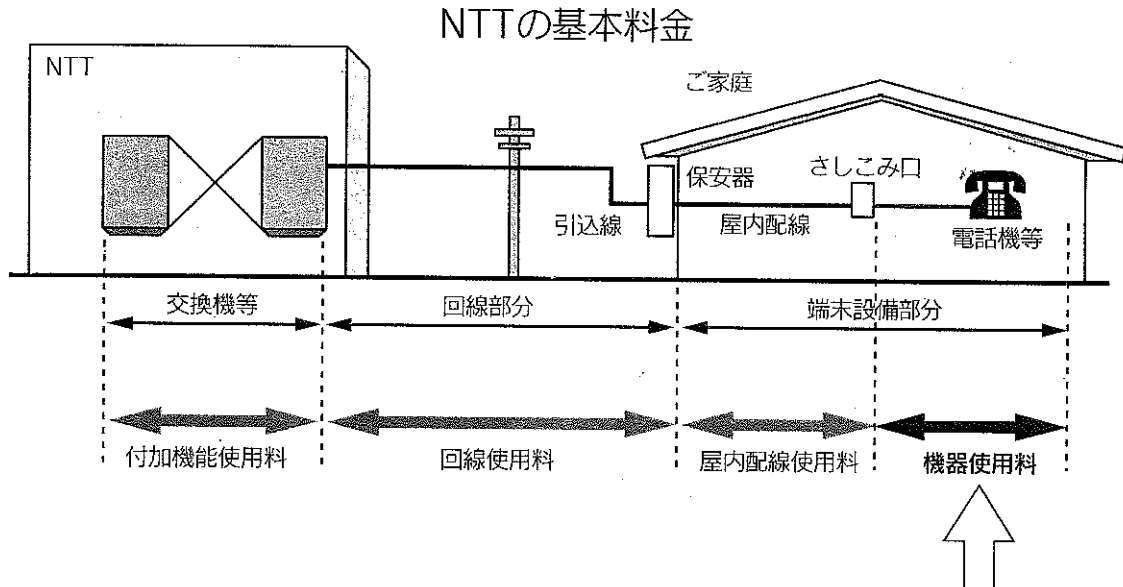 NTTの基本料金
NTT
ご家庭
保安器
さしこみ口
引込線
屋内配線
電話機等
交換機等
回線部分
端末設備部分
付加機能使用料
回線使用料
屋内配線使用料
機器使用料